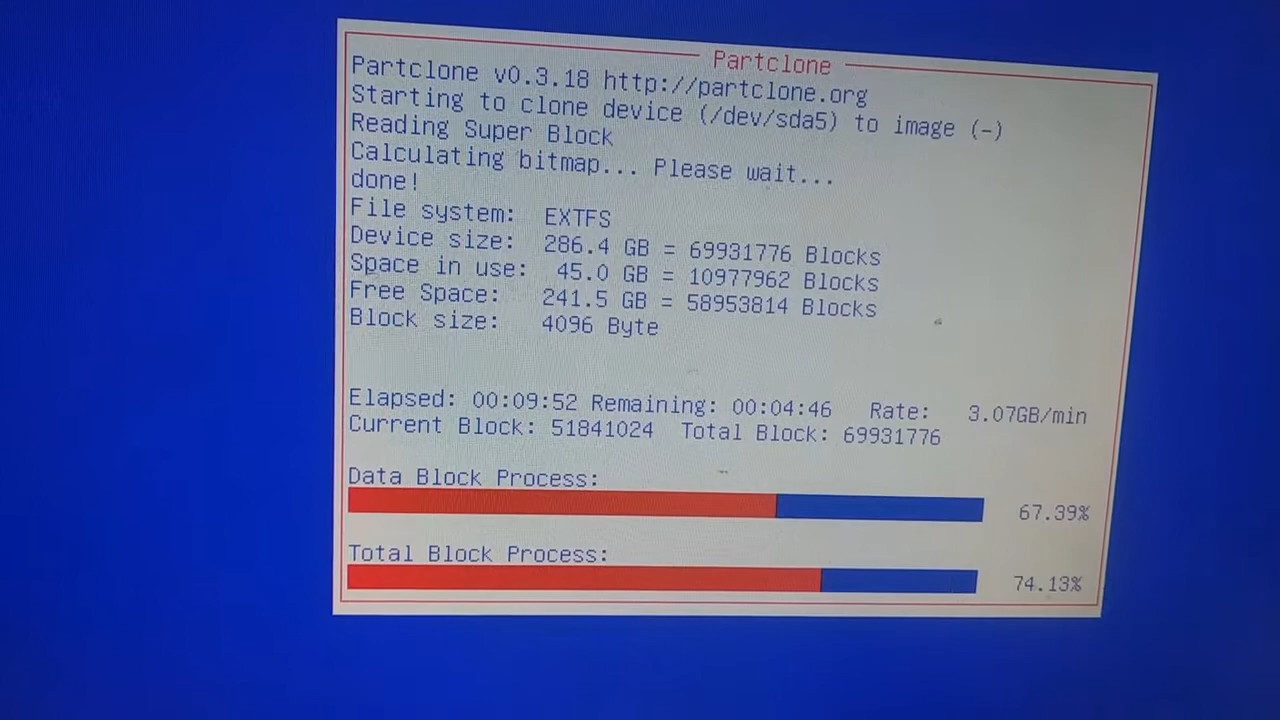 Partclone
Partclone v0.3.18 http://partclone.org
Starting to clone device (/dev/sda5) to image (-)
Reading Super Block
Calculating bitmap... Please wait...
done!
File system: EXTFS
Device size: 286.4 GB = 69931776 Blocks
Space in use: 45.0 GB = 10977962 Blocks
Free Space: 241.5 GB = 58953814 Blocks
Block size: 4096 Byte
Elapsed: 00:09:52 Remaining: 00:04:46 Rate: 3.07GB/min
Current Block: 51841024 Total Block: 69931776
Data Block Process:
67.39%
Total Block Process:
74.13%